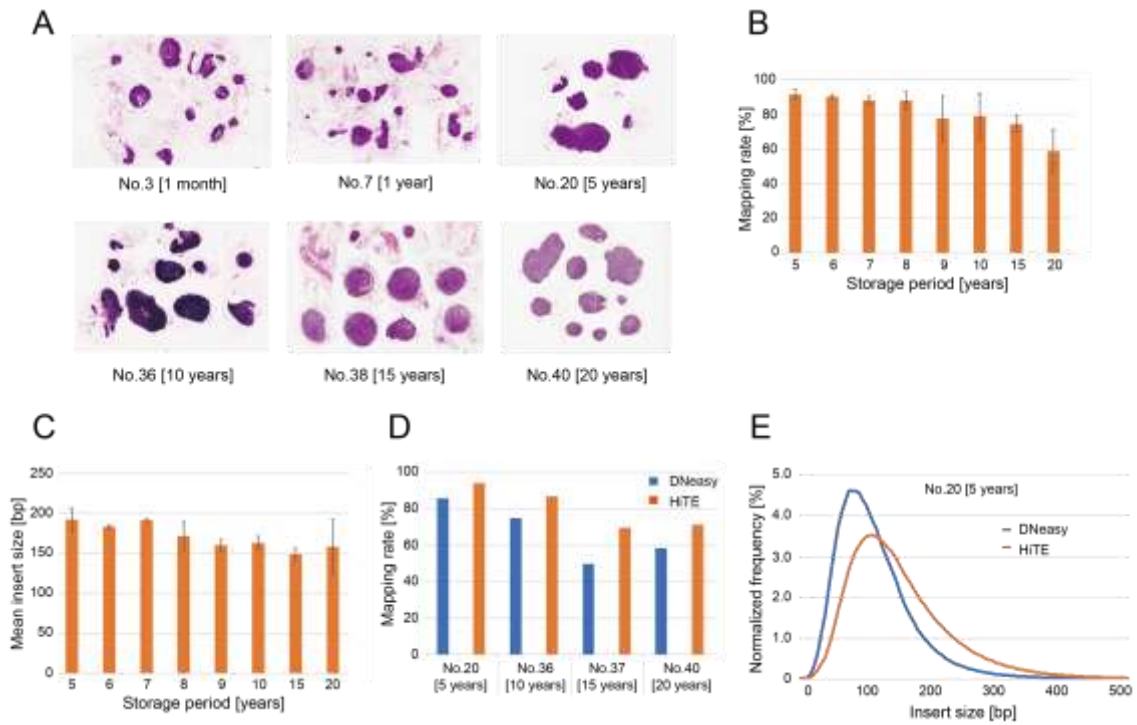 A
No.3 [1 month]
No.7 [1 year]
No.20 [5 years]
No.36 [10 years]
No.38 [15 years]
No.40 [20 years]
B
Mapping rate [%]
100
80
60
40
20
0
5 6 7 8 9 10 15 20
Storage period [years]
C
Mean insert size [bp]
250
200
150
100
50
0
5 6 7 8 9 10 15 20
Storage period [years]
D
Mapping rate [%]
100
80
60
40
20
0
DNeasy
HiTE
No.20 No.36 No.37 No.40
[5 years] [10 years] [15 years] [20 years]
E
Normalized frequency [%]
5.0
4.0
3.0
2.0
1.0
0
No.20 [5 years]
DNeasy
HiTE
0 100 200 300 400 500
Insert size [bp]